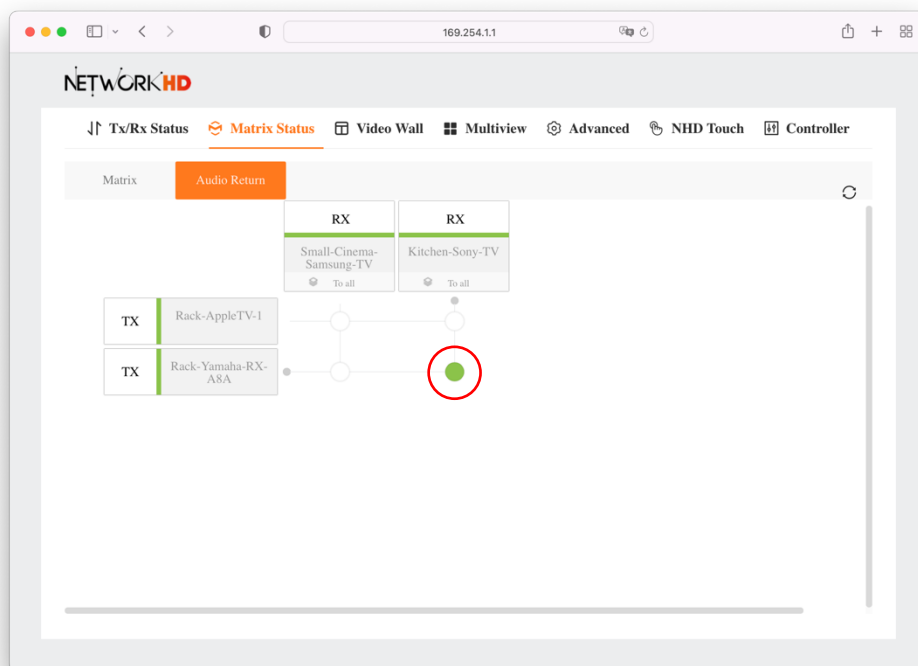 169.254.1.1
NETWORKHD
Tx/Rx Status Matrix Status Video Wall Multiview Advanced NHD Touch Controller
Matrix Audio Return
RX RX
Small-Cinema- Kitchen-Sony-TV
Samsung-TV
To all To all
TX Rack-AppleTV-1
TX Rack-Yamaha-RX-
A8A